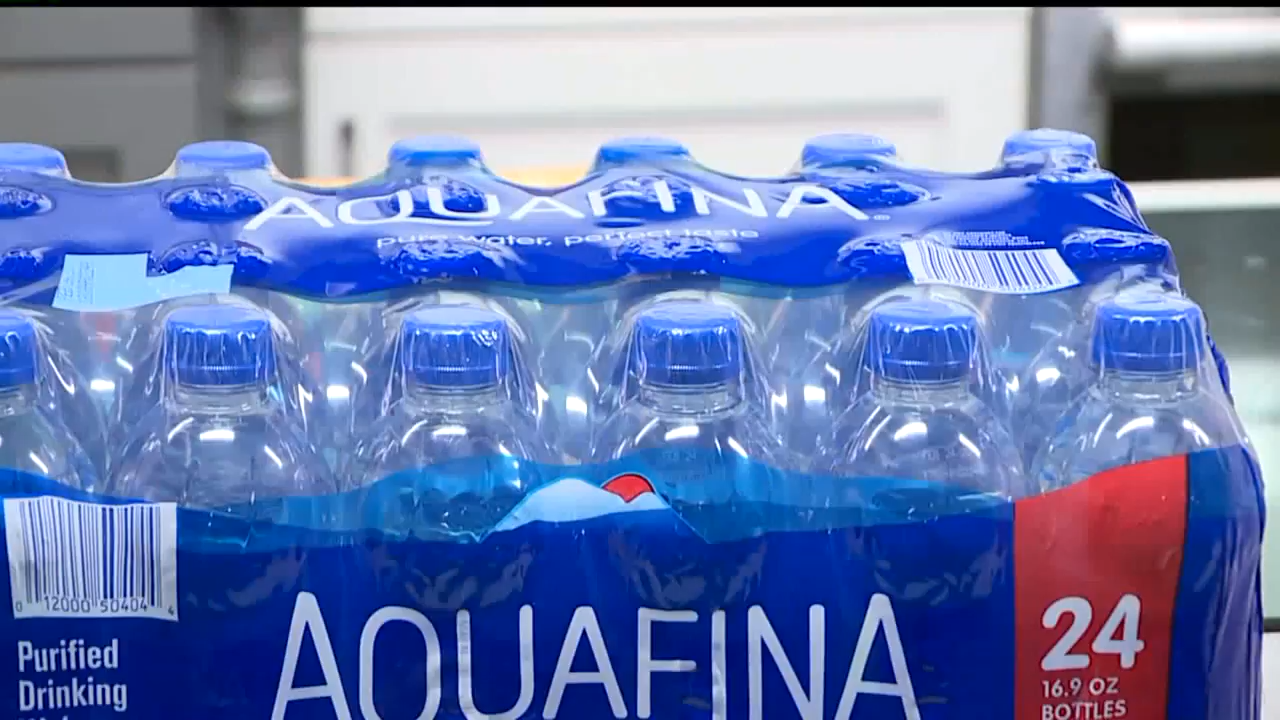 AQUAFINA
pure water, perfect taste
0 12000 50404 4
Purified
Drinking
AQUAFINA
24
16.9 OZ
BOTTLES